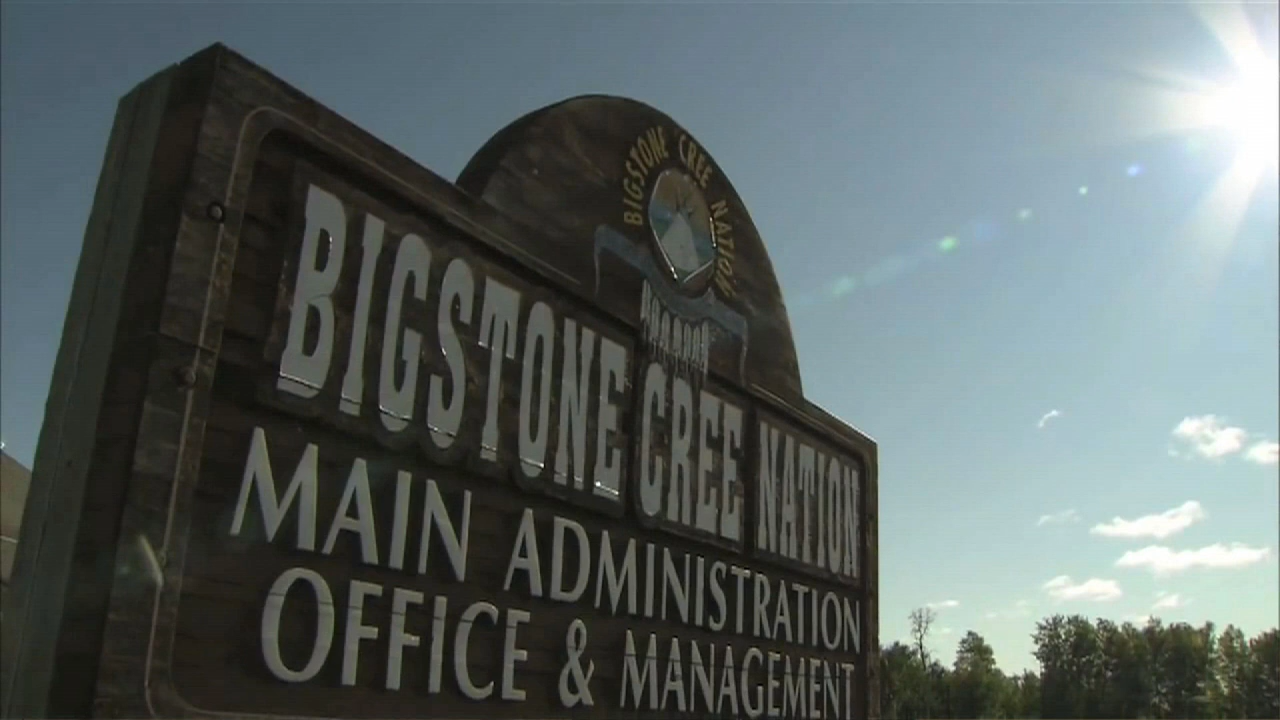 BIGSTONE CREE NATION
BIGSTONE CREE NATION
MAIN ADMINISTRATION
OFFICE & MANAGEMENT